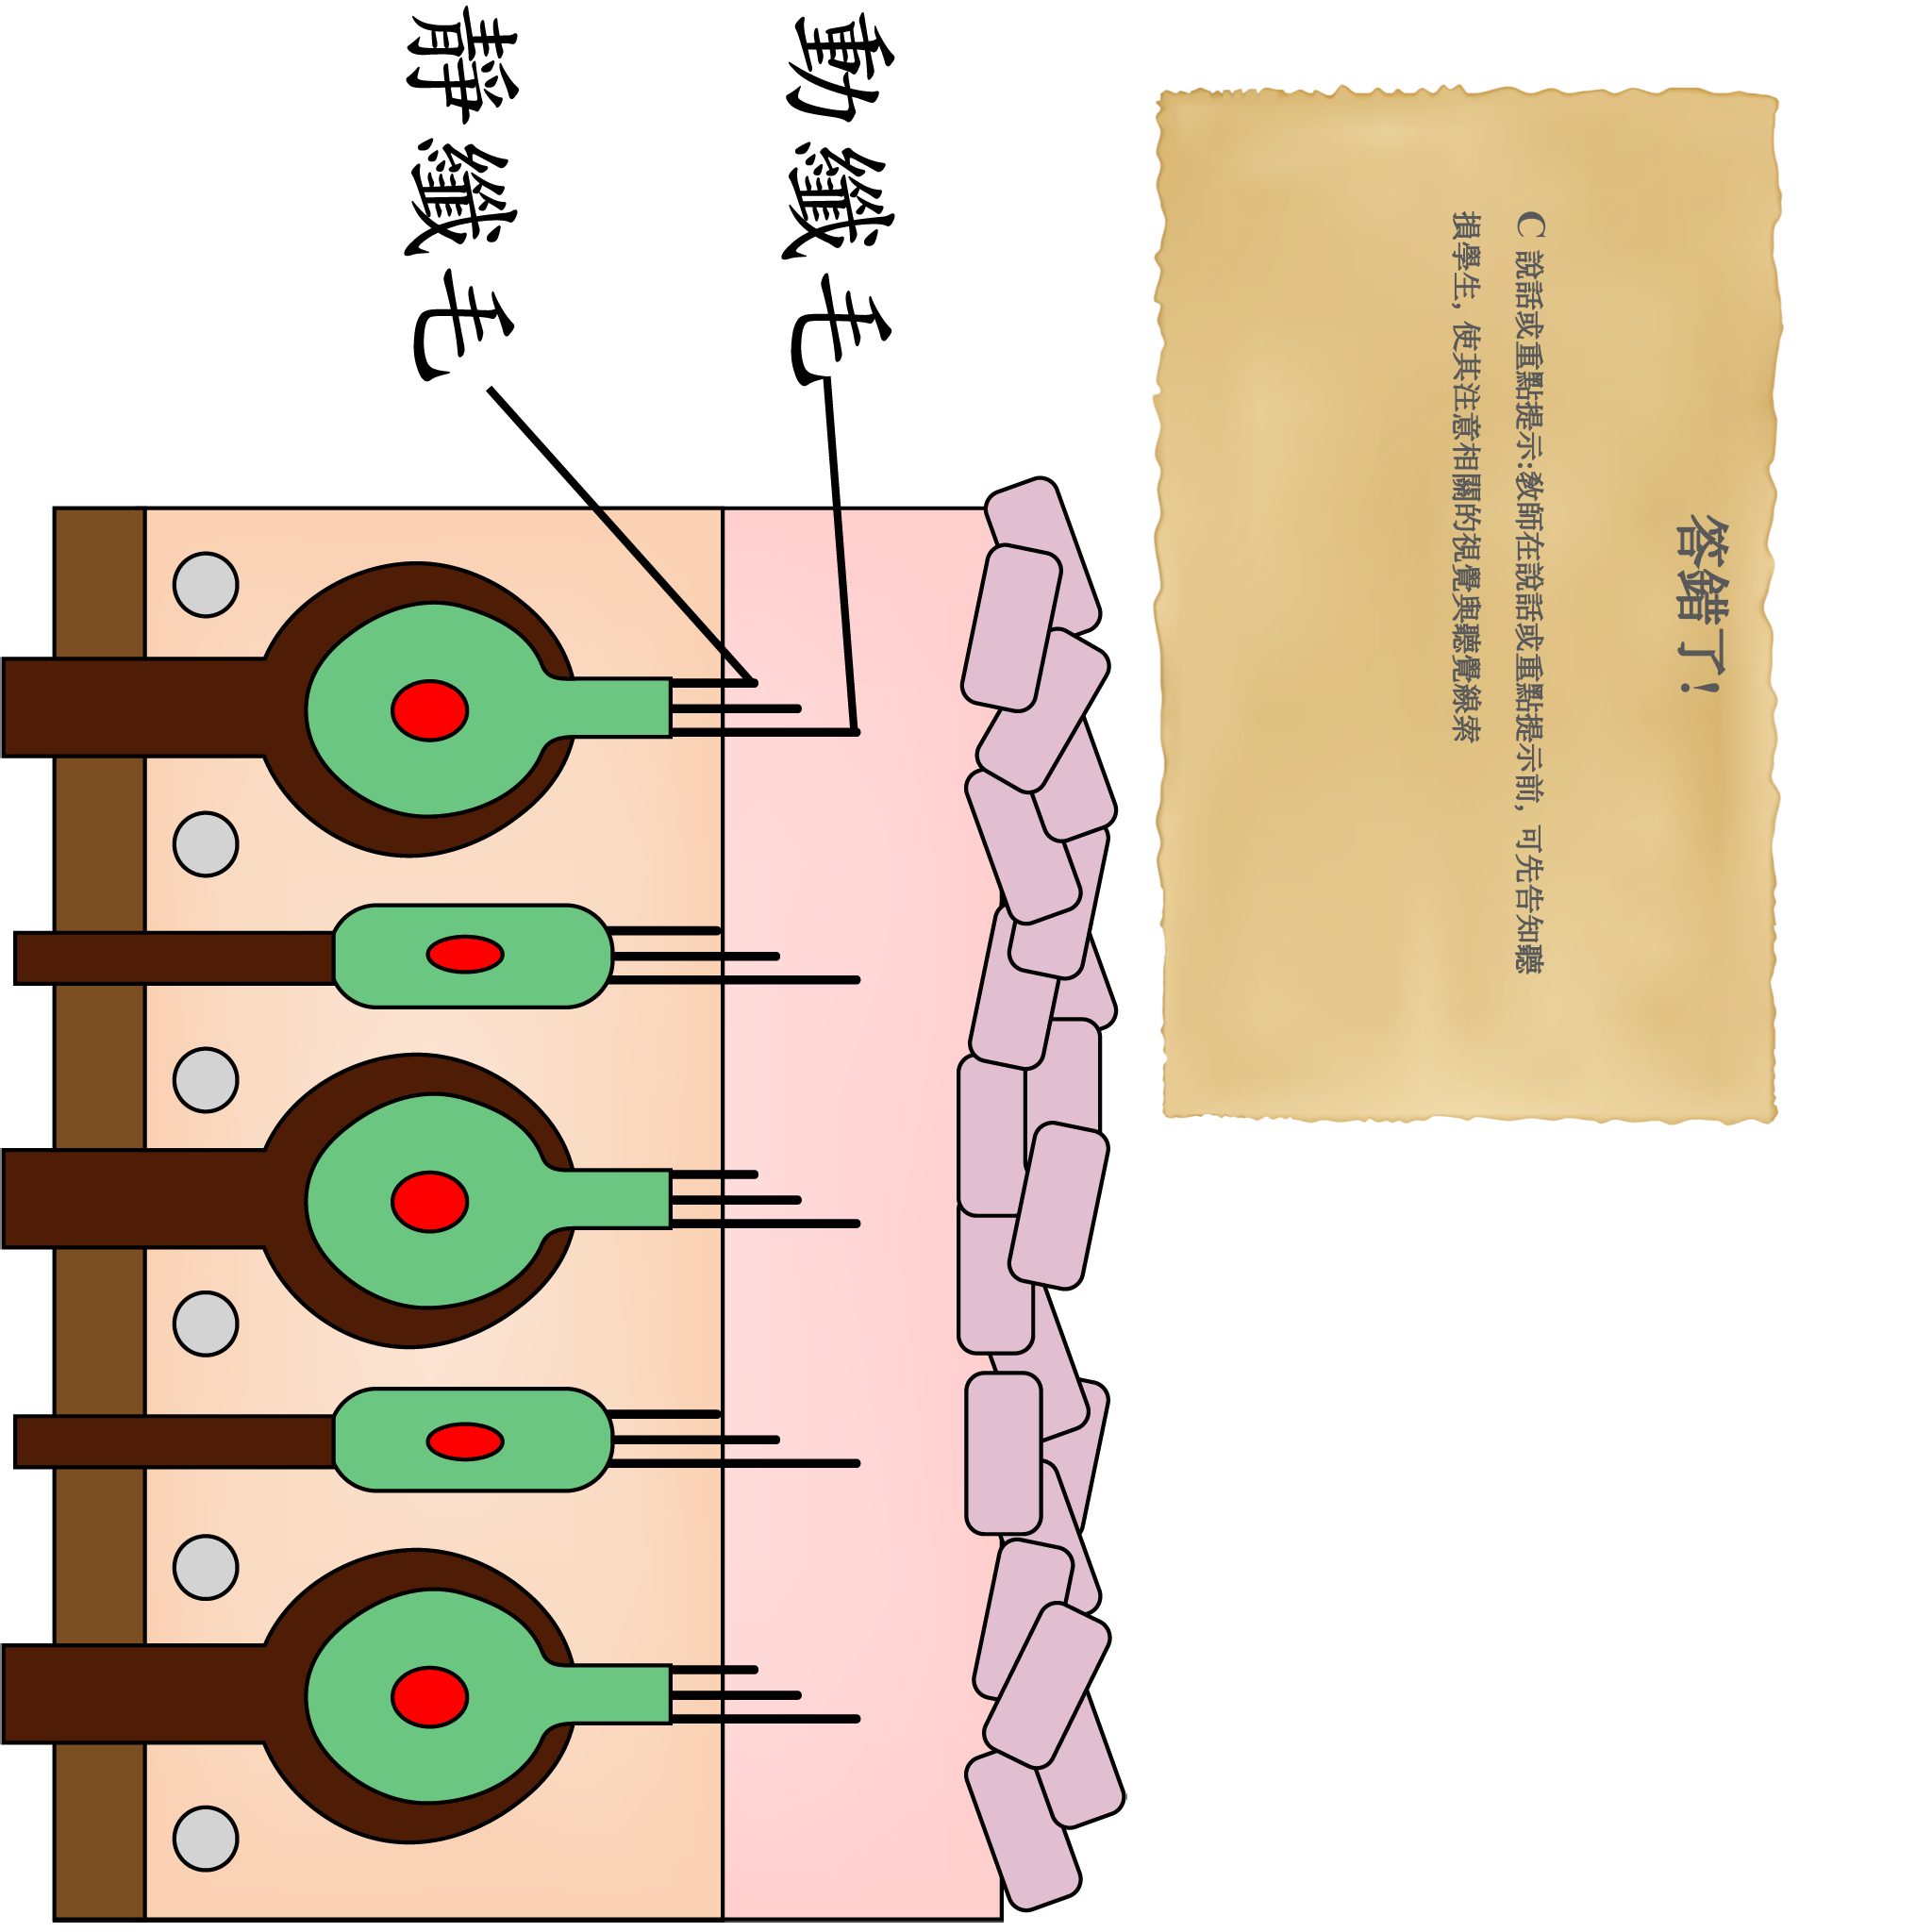 答錯了!
C 說話或重點提示:教師在說話或重點提示前,可先告知聽
損學生,使其注意相關的視覺與聽覺線索
動纖毛
靜纖毛